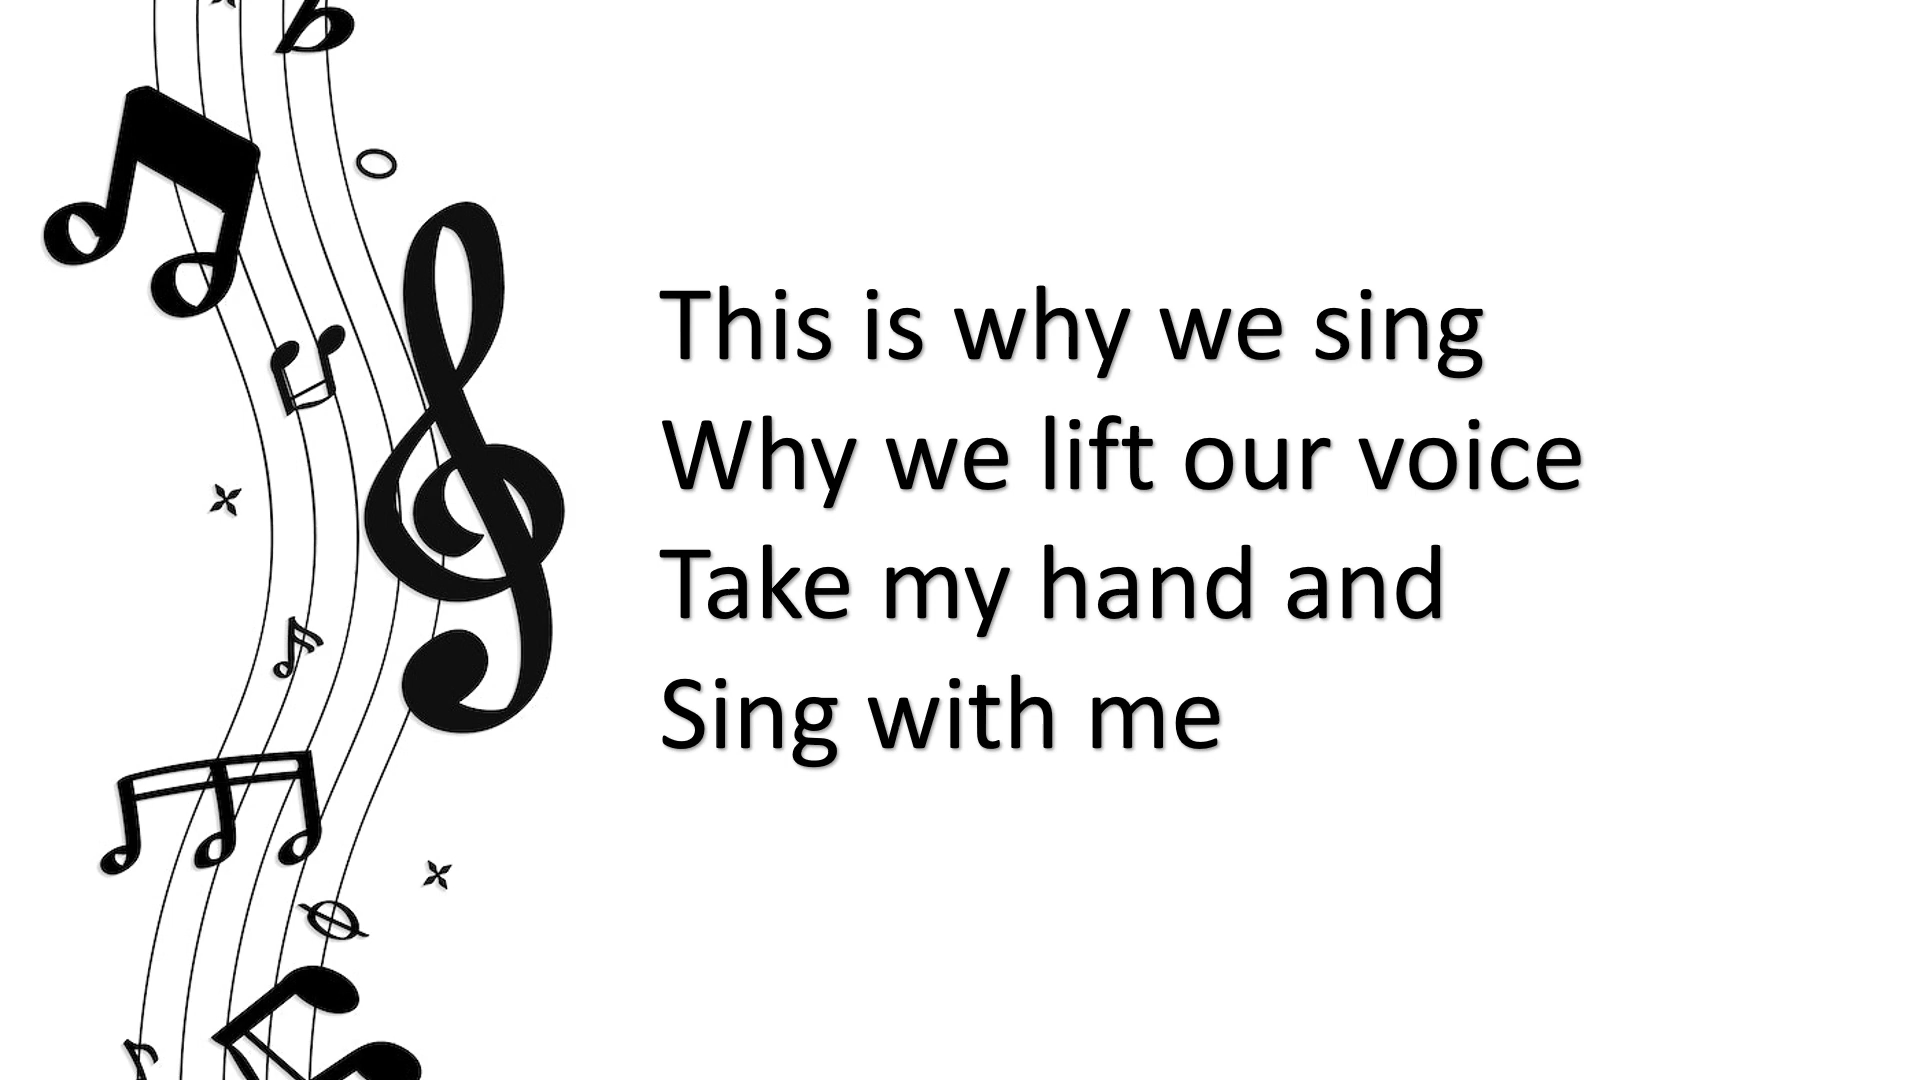 This is why we sing
Why we lift our voice
Take my hand and
Sing with me